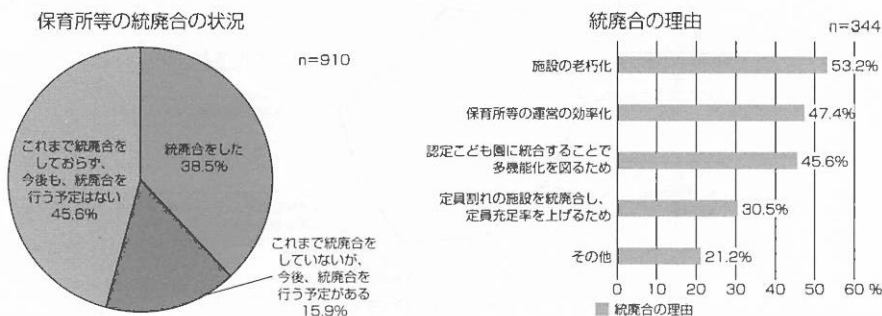 保育所等の統廃合の状況
n=910
統廃合をした
38.5%
これまで統廃合を
しておらず、
今後も、統廃合を
行う予定はない
45.6%
これまで統廃合を
していないが、
今後、統廃合を
行う予定がある
15.9%
統廃合の理由
n=344
施設の老朽化
53.2%
保育所等の運営の効率化
47.4%
認定こども園に統合することで
多機能化を図るため
45.6%
定員割れの施設を統廃合し、
定員充足率を上げるため
30.5%
その他
21.2%
0 10 20 30 40 50 60 %
統廃合の理由